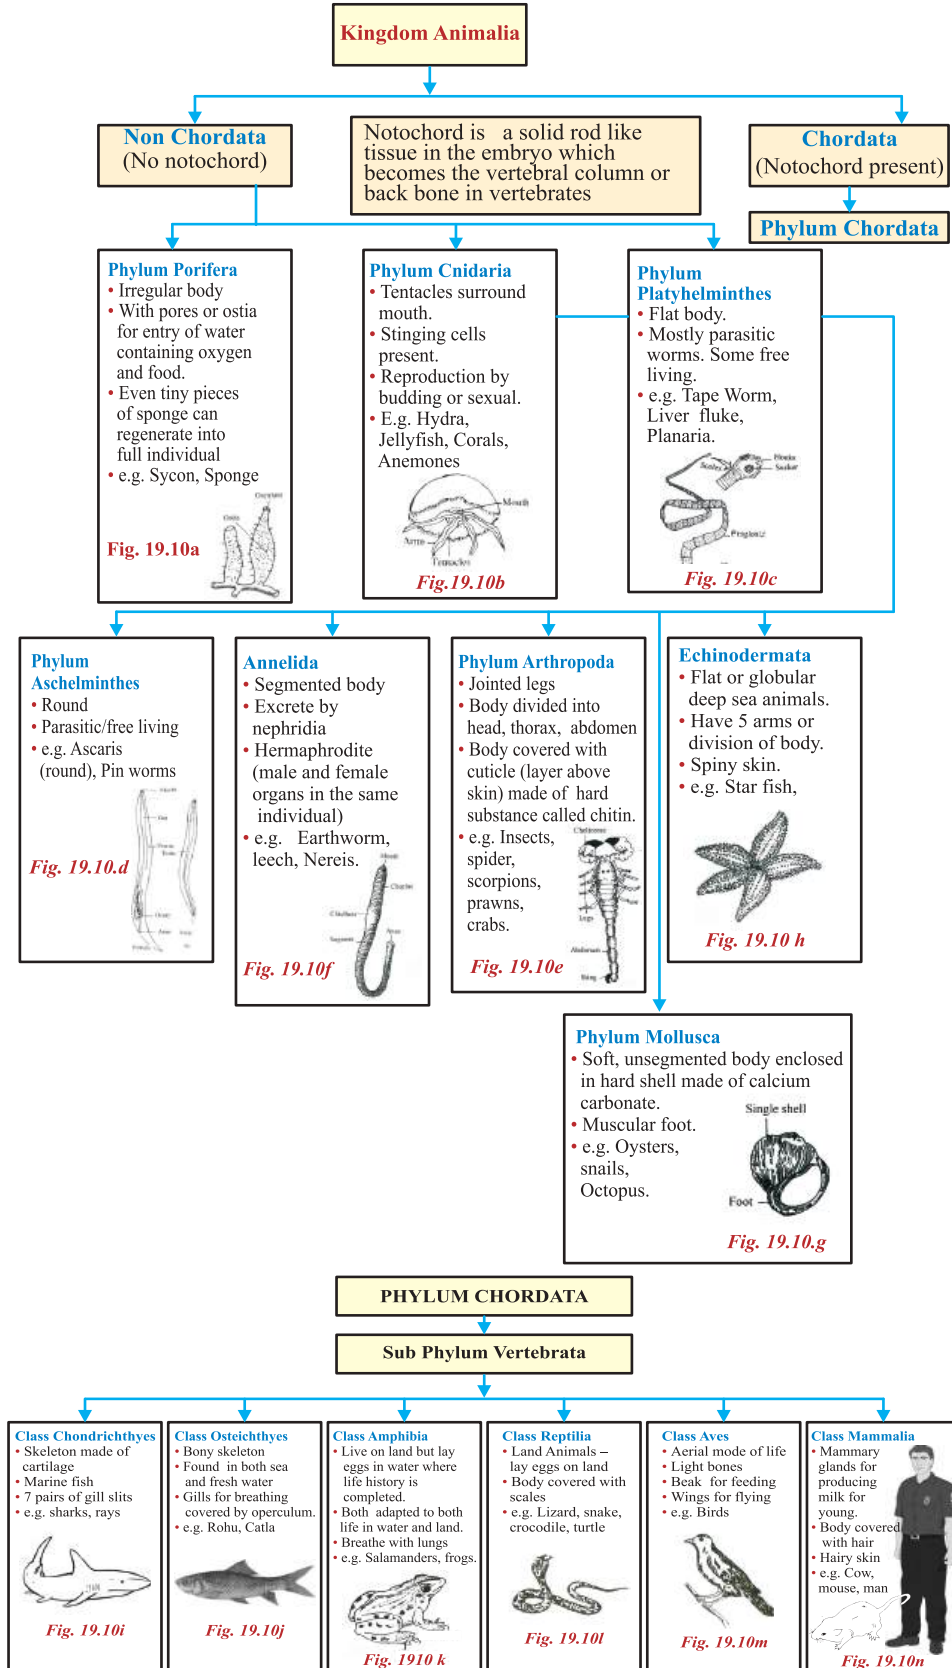 Kingdom Animalia
Non Chordata
(No notochord)
Notochord is a solid rod like
tissue in the embryo which
becomes the vertebral column or
back bone in vertebrates
Chordata
(Notochord present)
Phylum Chordata
Phylum Porifera
• Irregular body
• With pores or ostia
for entry of water
containing oxygen
and food.
• Even tiny pieces
of sponge can
regenerate into
full individual
• e.g. Sycon, Sponge
Fig. 19.10a
Phylum Cnidaria
• Tentacles surround
mouth.
• Stinging cells
present.
• Reproduction by
budding or sexual.
• E.g. Hydra,
Jellyfish, Corals,
Anemones
Mouth
Arms
Tentacles
Fig.19.10b
Phylum
Platyhelminthes
• Flat body.
• Mostly parasitic
worms. Some free
living.
• e.g. Tape Worm,
Liver fluke,
Planaria.
Hooks
Scolex
Sucker
Proglottis
Fig. 19.10c
Phylum
Aschelminthes
• Round
• Parasitic/free living
• e.g. Ascaris
(round), Pin worms
Fig. 19.10.d
Annelida
• Segmented body
• Excrete by
nephridia
• Hermaphrodite
(male and female
organs in the same
individual)
• e.g. Earthworm,
leech, Nereis.
Fig. 19.10f
Phylum Arthropoda
• Jointed legs
• Body divided into
head, thorax, abdomen
• Body covered with
cuticle (layer above
skin) made of hard
substance called chitin.
• e.g. Insects,
spider,
scorpions,
prawns,
crabs.
Legs
Abdomen
Sting
Fig. 19.10e
Echinodermata
• Flat or globular
deep sea animals.
• Have 5 arms or
division of body.
• Spiny skin.
• e.g. Star fish,
Fig. 19.10 h
Phylum Mollusca
• Soft, unsegmented body enclosed
in hard shell made of calcium
carbonate.
• Muscular foot.
• e.g. Oysters,
snails,
Octopus.
Single shell
Foot
Fig. 19.10.g
PHYLUM CHORDATA
Sub Phylum Vertebrata
Class Chondrichthyes
• Skeleton made of
cartilage
• Marine fish
• 7 pairs of gill slits
• e.g. sharks, rays
Fig. 19.10i
Class Osteichthyes
• Bony skeleton
• Found in both sea
and fresh water
• Gills for breathing
covered by operculum.
• e.g. Rohu, Catla
Fig. 19.10j
Class Amphibia
• Live on land but lay
eggs in water where
life history is
completed.
• Both adapted to both
life in water and land.
• Breathe with lungs
• e.g. Salamanders, frogs.
Fig. 1910 k
Class Reptilia
• Land Animals –
lay eggs on land
• Body covered with
scales
• e.g. Lizard, snake,
crocodile, turtle
Fig. 19.10l
Class Aves
• Aerial mode of life
• Light bones
• Beak for feeding
• Wings for flying
• e.g. Birds
Fig. 19.10m
Class Mammalia
• Mammary
glands for
producing
milk for
young.
• Body covered
with hair
• Hairy skin
• e.g. Cow,
mouse, man
Fig. 19.10n